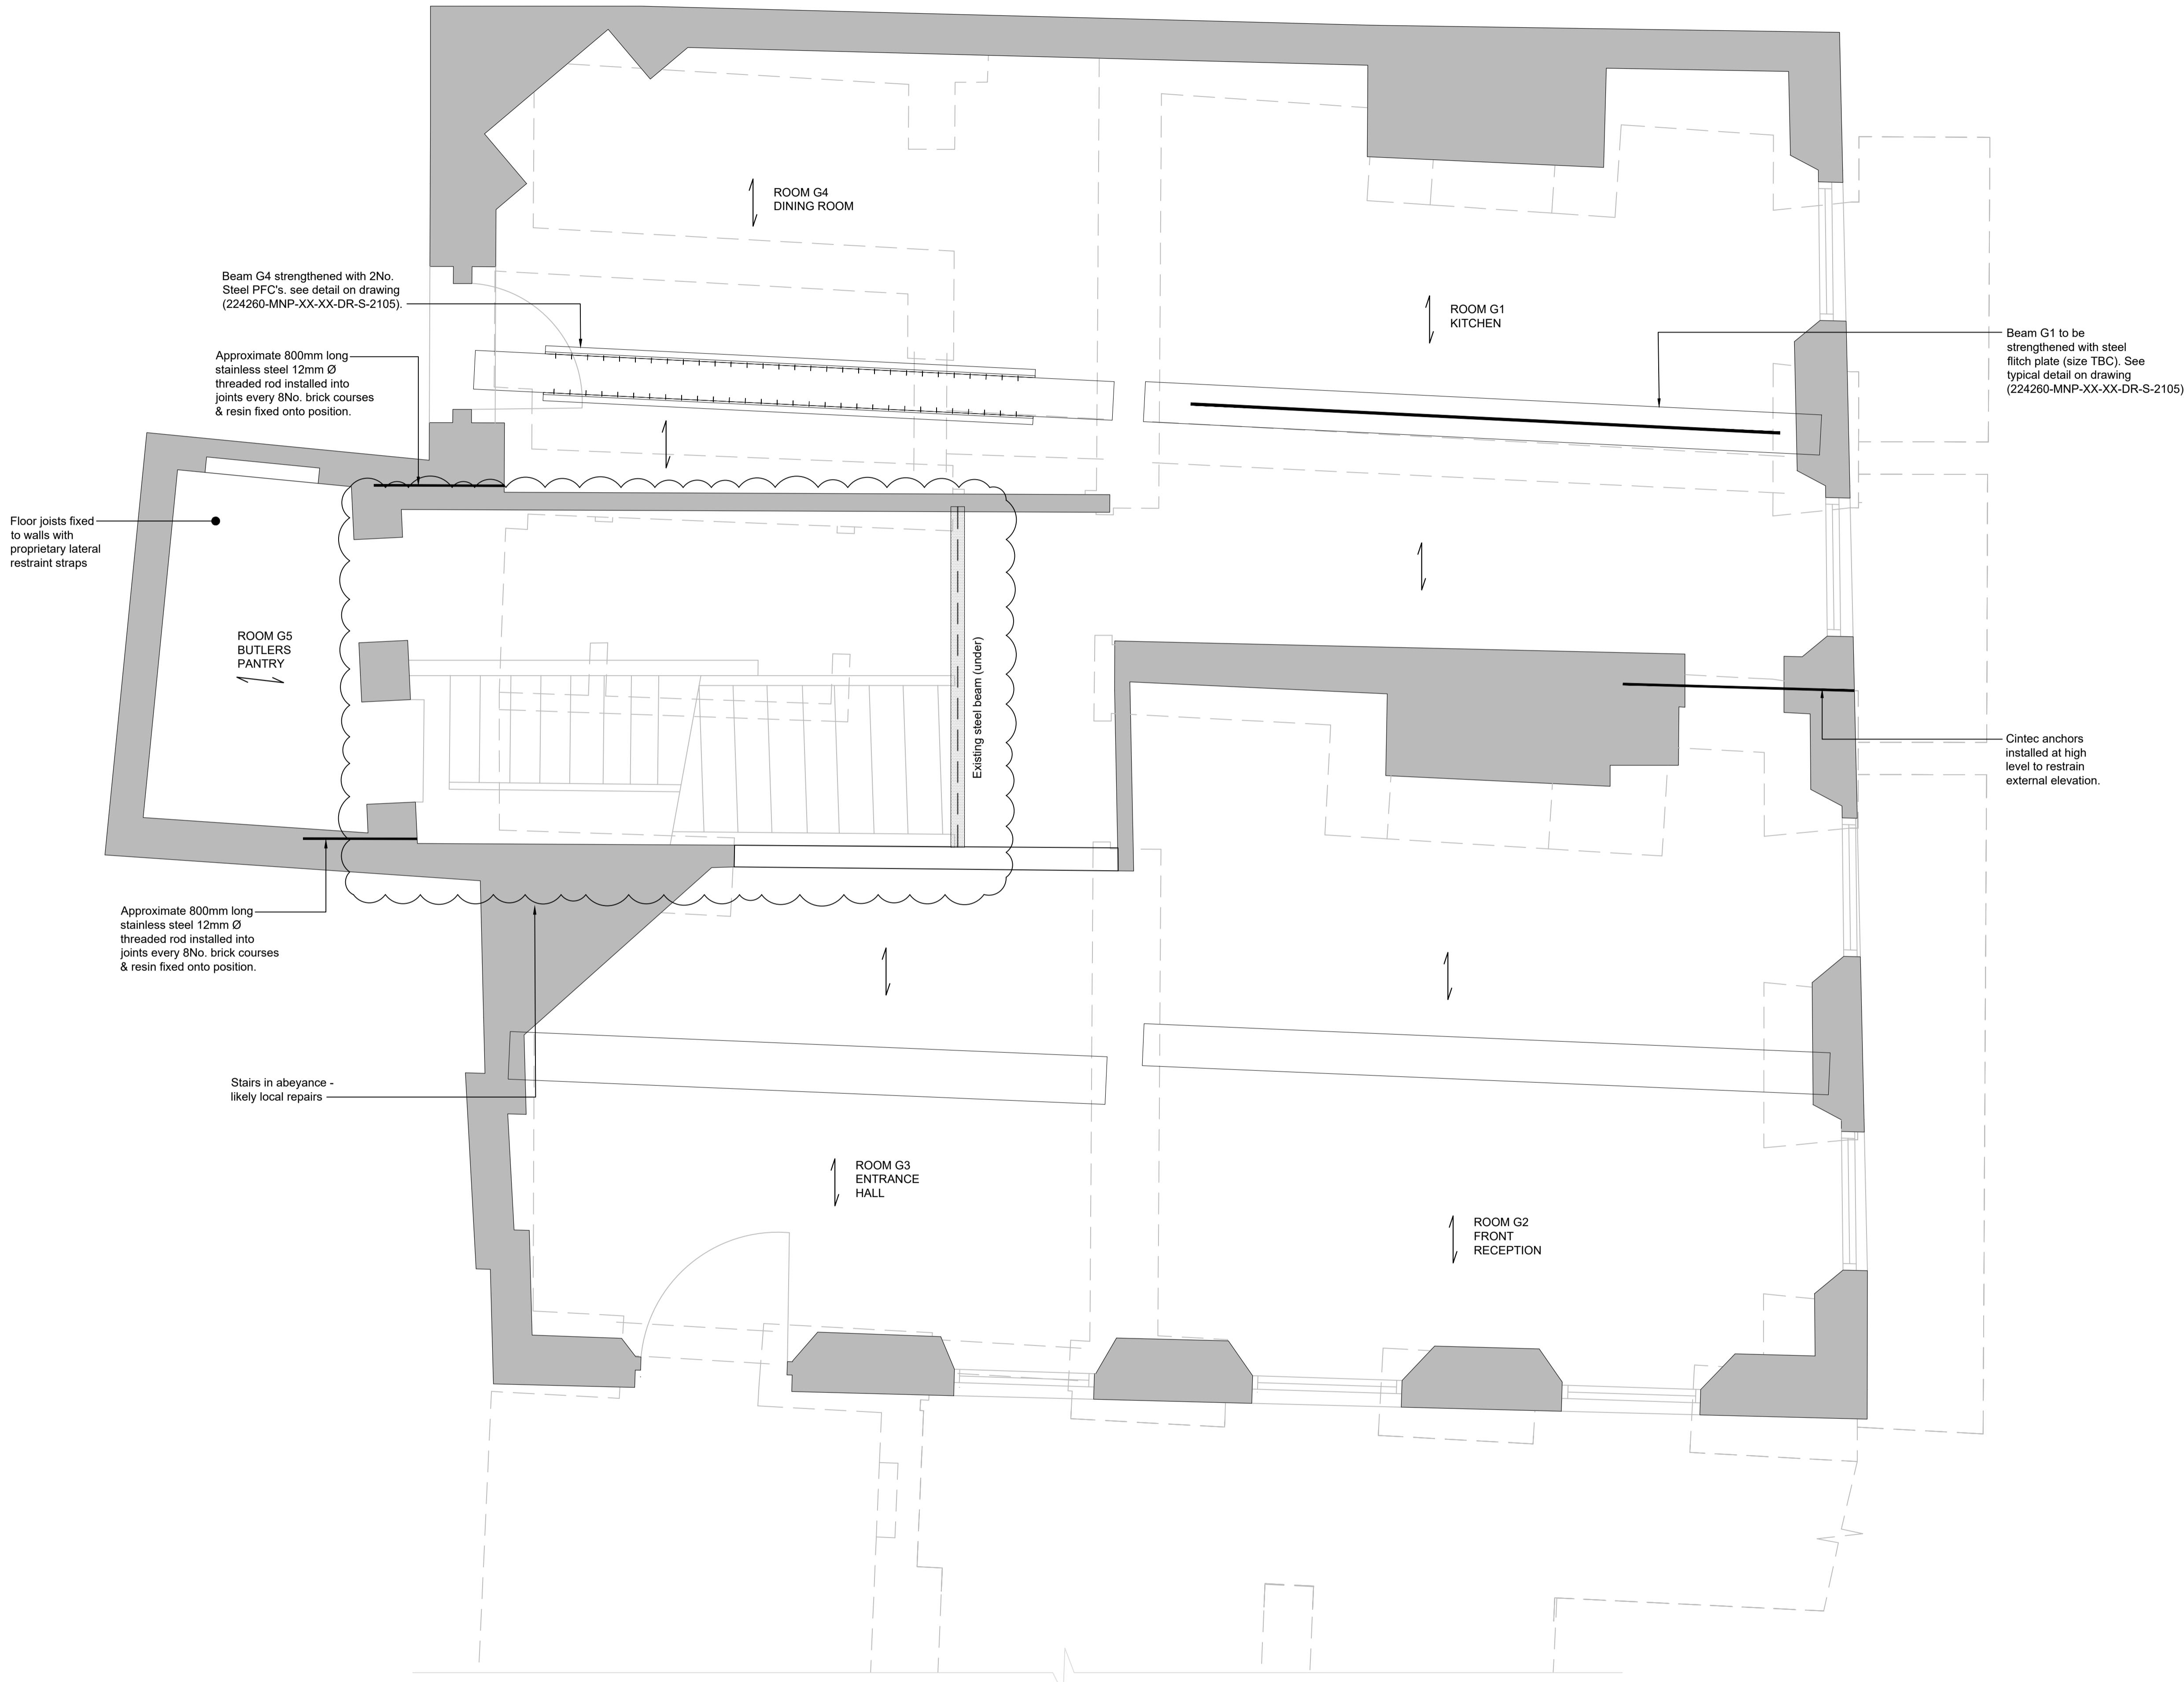 ROOM G4
DINING ROOM
Beam G4 strengthened with 2No.
Steel PFC's. see detail on drawing
(224260-MNP-XX-XX-DR-S-2105).
ROOM G1
KITCHEN
Beam G1 to be
strengthened with steel
flitch plate (size TBC). See
typical detail on drawing
(224260-MNP-XX-XX-DR-S-2105)
Approximate 800mm long
stainless steel 12mm Ø
threaded rod installed into
joints every 8No. brick courses
& resin fixed onto position.
Floor joists fixed
to walls with
proprietary lateral
restraint straps
ROOM G5
BUTLERS
PANTRY
Existing steel beam (under)
Cintec anchors
installed at high
level to restrain
external elevation.
Approximate 800mm long
stainless steel 12mm Ø
threaded rod installed into
joints every 8No. brick courses
& resin fixed onto position.
Stairs in abeyance -
likely local repairs
ROOM G3
ENTRANCE
HALL
ROOM G2
FRONT
RECEPTION